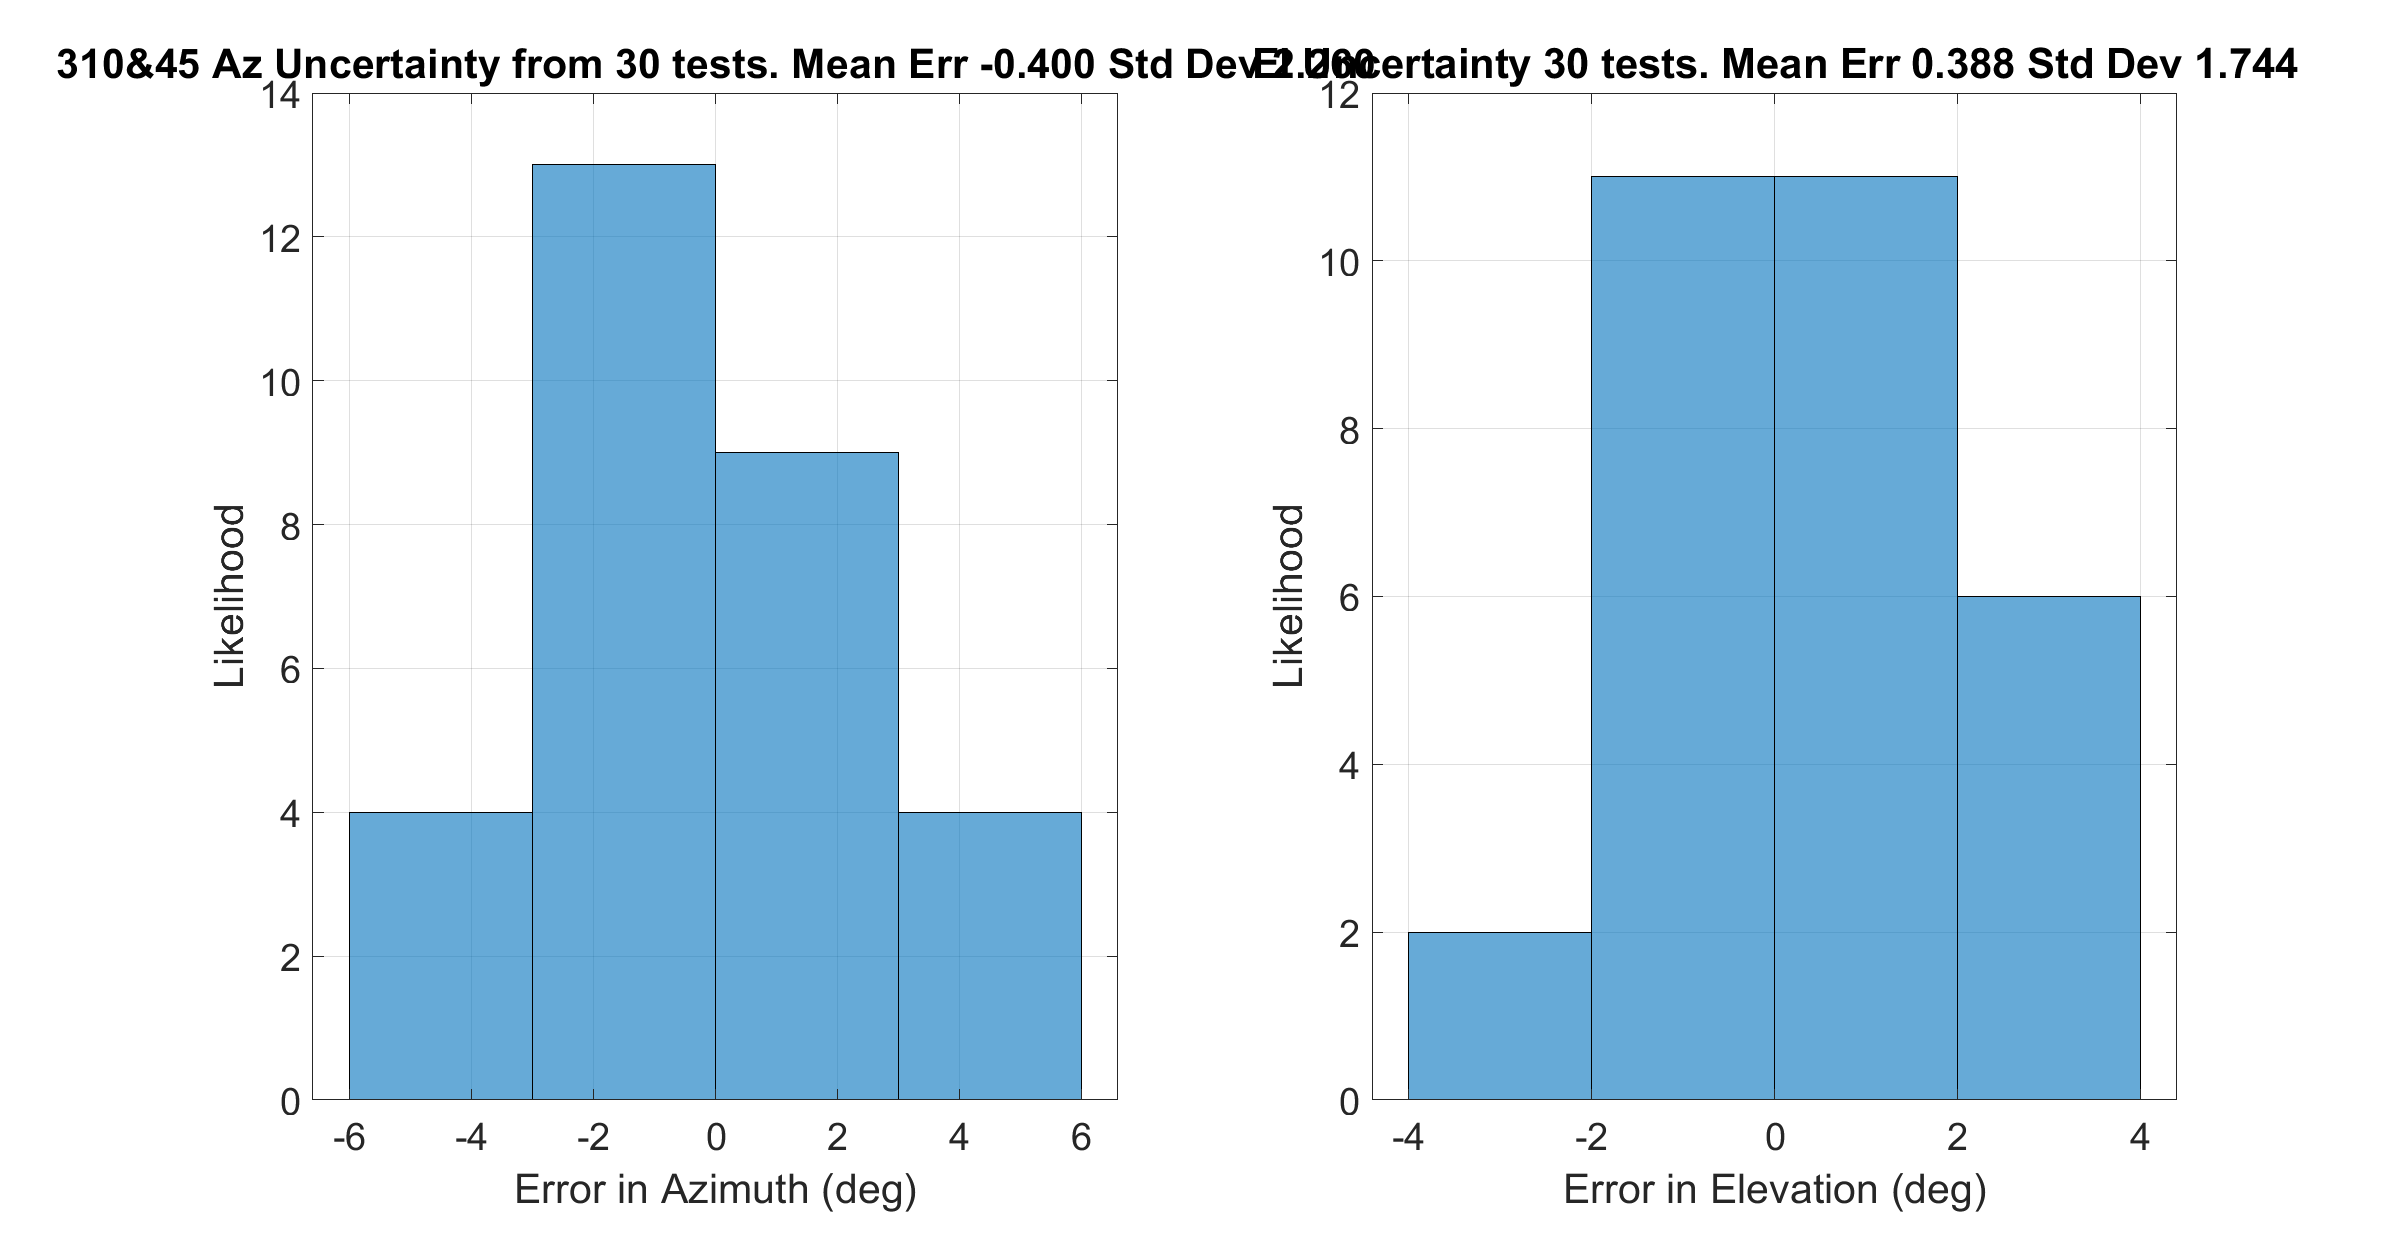 310&45 Az Uncertainty from 30 tests. Mean Err -0.400 Std Dev
El Uncertainty 30 tests. Mean Err 0.388 Std Dev 1.744
14
12
10
8
6
4
2
0
Likelihood
-6 -4 -2 0 2 4 6
Error in Azimuth (deg)
12
10
8
6
4
2
0
Likelihood
-4 -2 0 2 4
Error in Elevation (deg)